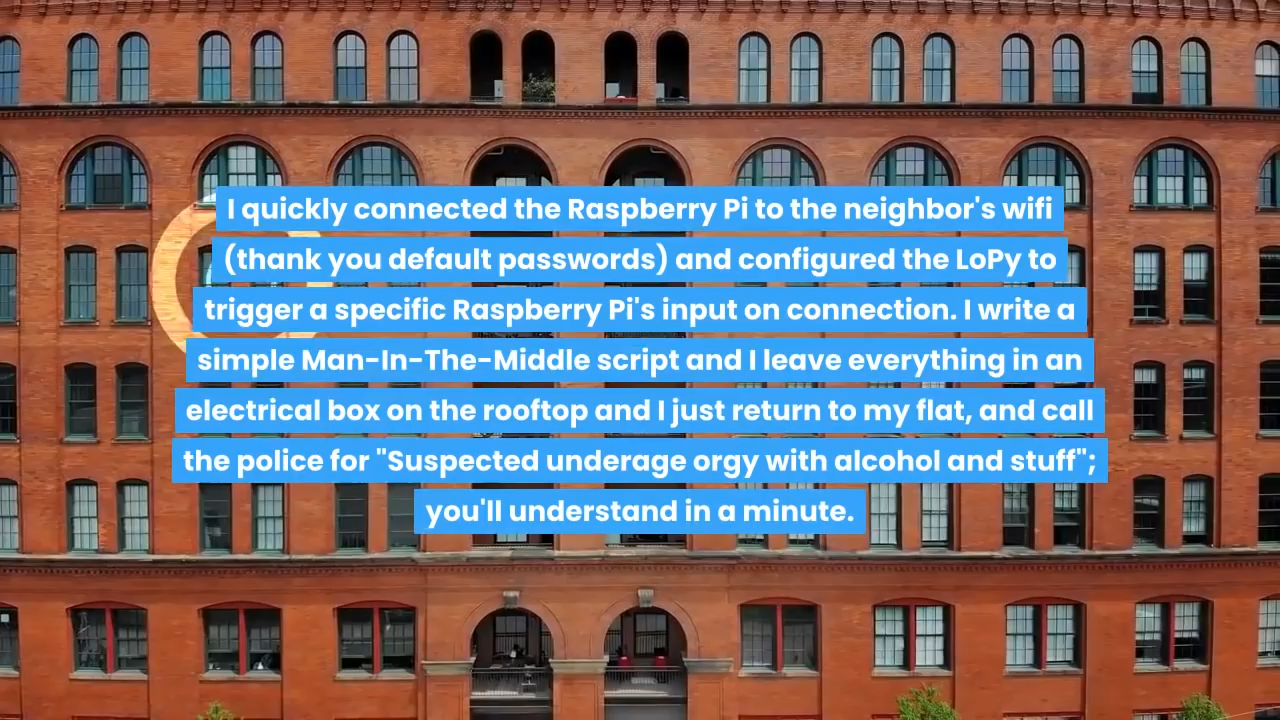 I quickly connected the Raspberry Pi to the neighbor's wifi
(thank you default passwords) and configured the LoPy to
trigger a specific Raspberry Pi's input on connection. I write a
simple Man-In-The-Middle script and I leave everything in an
electrical box on the rooftop and I just return to my flat, and call
the police for "Suspected underage orgy with alcohol and stuff";
you'll understand in a minute.